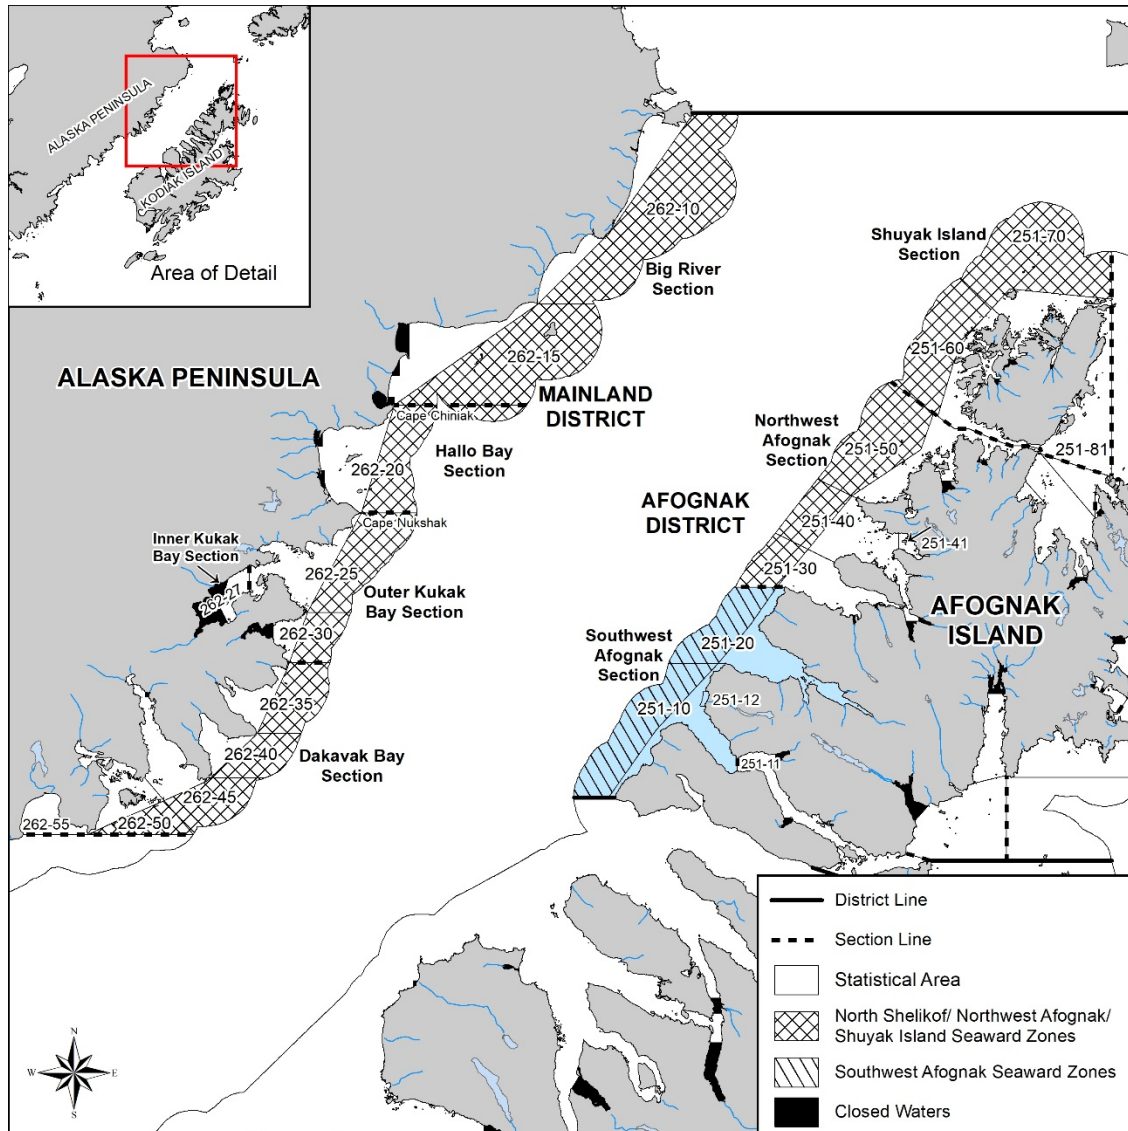 ALASKA PENINSULA
KODIAK ISLAND
Area of Detail
262-10
Big River
Section
262-15
MAINLAND
DISTRICT
Cape Chiniak
Hallo Bay
Section
262-20
Cape Nukshak
ALASKA PENINSULA
Inner Kukak
Bay Section
262-27
262-25
Outer Kukak
Bay Section
262-30
262-35
262-40
Dakavak Bay
Section
262-45
262-50
262-55
Shuyak Island
Section
251-70
251-60
Northwest
Afognak
Section
251-50
251-81
AFOGNAK
DISTRICT
251-40
251-41
251-30
AFOGNAK
ISLAND
Southwest
Afognak
Section
251-20
251-10
251-12
251-11
District Line
Section Line
Statistical Area
North Shelikof/ Northwest Afognak/
Shuyak Island Seaward Zones
Southwest Afognak Seaward Zones
Closed Waters
N
W
E
S